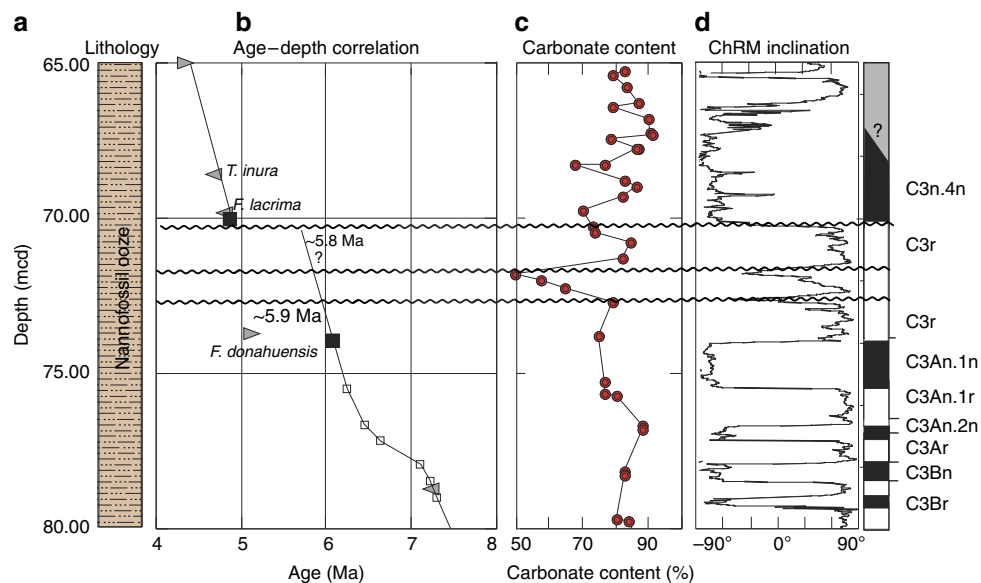 a b c d
Lithology Age–depth correlation Carbonate content ChRM inclination
65.00
70.00
75.00
80.00
Depth (mcd)
Nannofossil ooze
T. inura
F. lacrima
~5.8 Ma
?
~5.9 Ma
F. donahuensis
4 5 6 7 8
Age (Ma)
50 70 90
Carbonate content (%)
–90° 0° 90°
?
C3n.4n
C3r
C3r
C3An.1n
C3An.1r
C3An.2n
C3Ar
C3Bn
C3Br